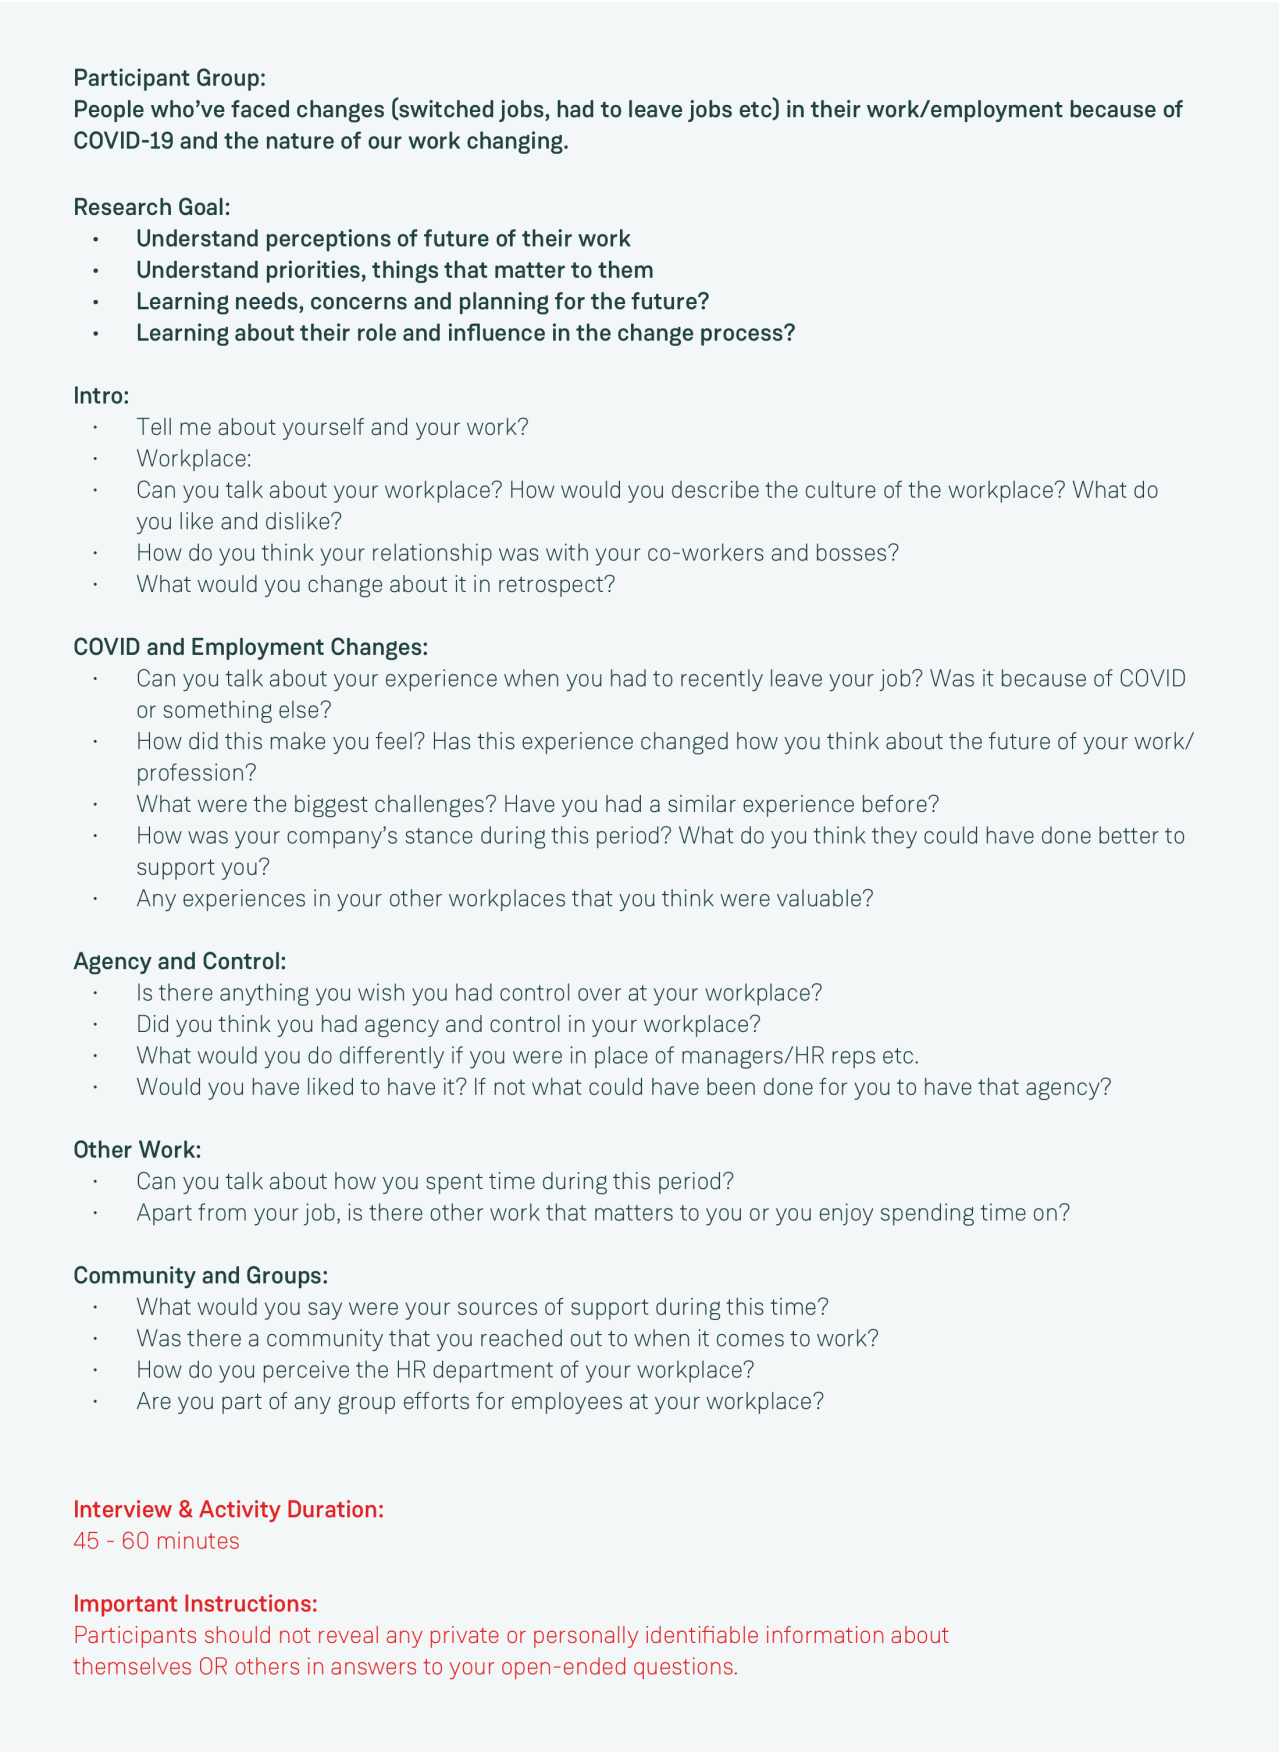 Participant Group:
People who’ve faced changes (switched jobs, had to leave jobs etc) in their work/employment because of
COVID-19 and the nature of our work changing.
Research Goal:
• Understand perceptions of future of their work
• Understand priorities, things that matter to them
• Learning needs, concerns and planning for the future?
• Learning about their role and influence in the change process?
Intro:
• Tell me about yourself and your work?
• Workplace:
• Can you talk about your workplace? How would you describe the culture of the workplace? What do
you like and dislike?
• How do you think your relationship was with your co-workers and bosses?
• What would you change about it in retrospect?
COVID and Employment Changes:
• Can you talk about your experience when you had to recently leave your job? Was it because of COVID
or something else?
• How did this make you feel? Has this experience changed how you think about the future of your work/
profession?
• What were the biggest challenges? Have you had a similar experience before?
• How was your company’s stance during this period? What do you think they could have done better to
support you?
• Any experiences in your other workplaces that you think were valuable?
Agency and Control:
• Is there anything you wish you had control over at your workplace?
• Did you think you had agency and control in your workplace?
• What would you do differently if you were in place of managers/HR reps etc.
• Would you have liked to have it? If not what could have been done for you to have that agency?
Other Work:
• Can you talk about how you spent time during this period?
• Apart from your job, is there other work that matters to you or you enjoy spending time on?
Community and Groups:
• What would you say were your sources of support during this time?
• Was there a community that you reached out to when it comes to work?
• How do you perceive the HR department of your workplace?
• Are you part of any group efforts for employees at your workplace?
Interview & Activity Duration:
45 - 60 minutes
Important Instructions:
Participants should not reveal any private or personally identifiable information about
themselves OR others in answers to your open-ended questions.